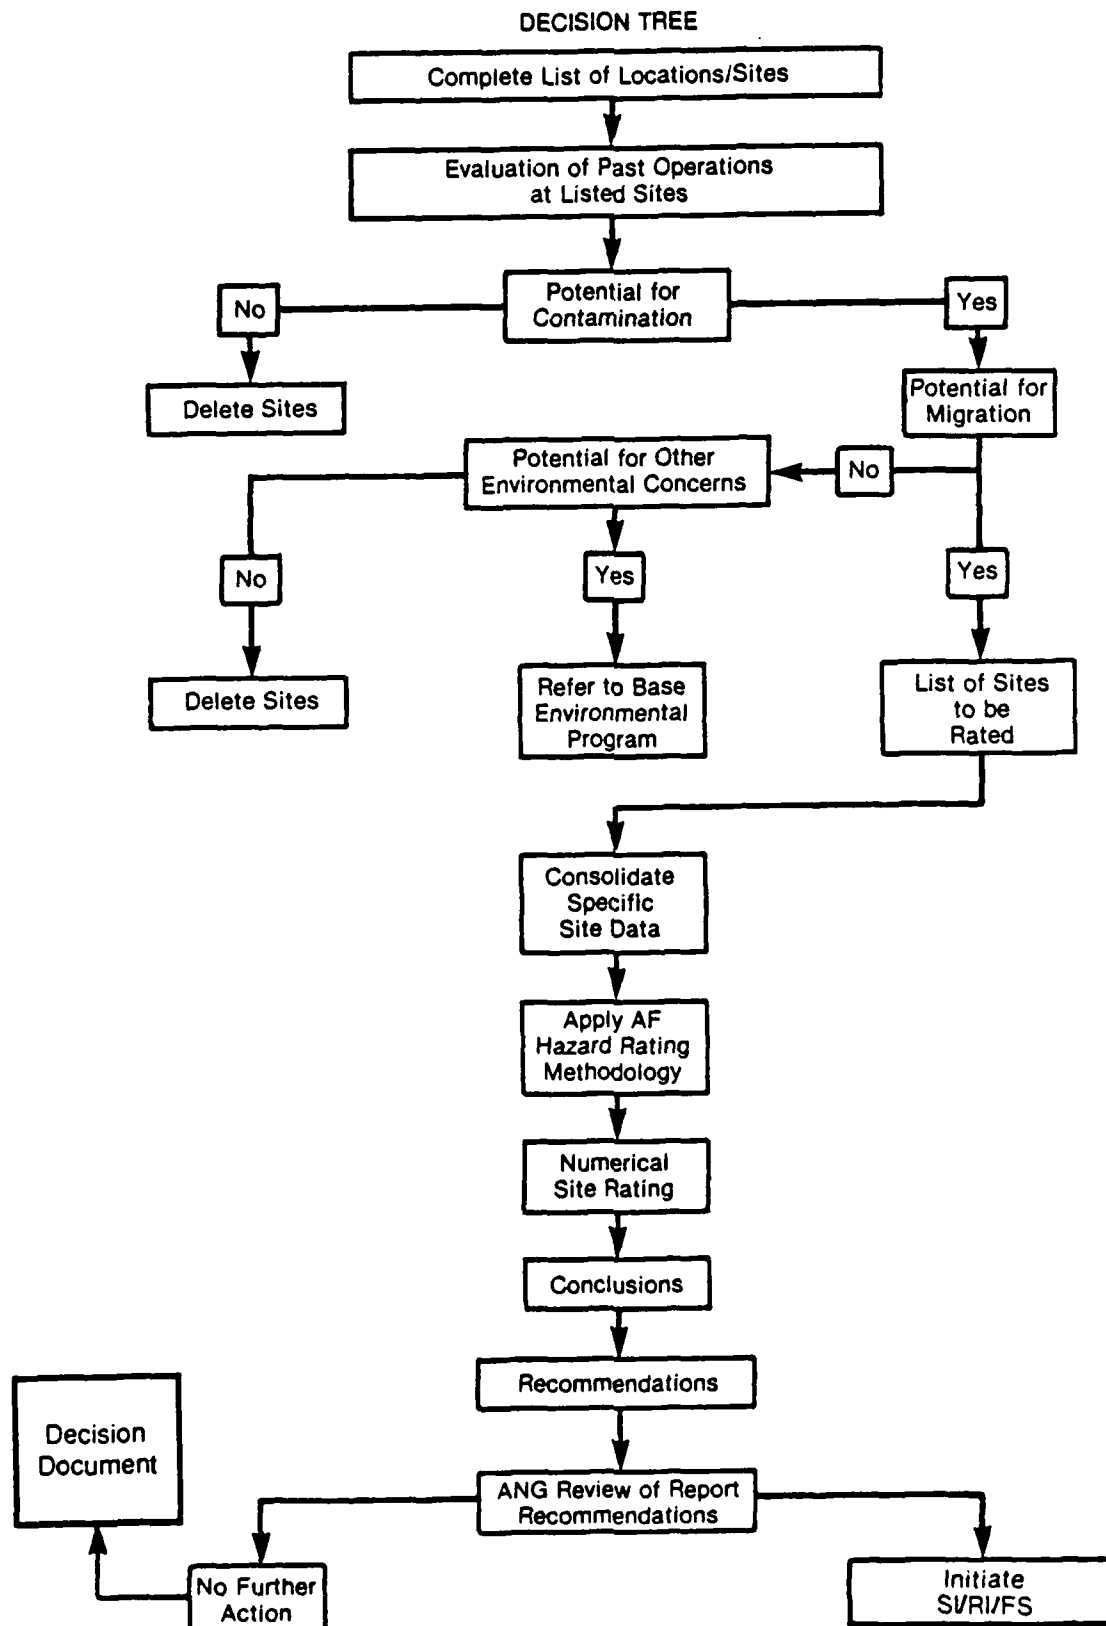 DECISION TREE
Complete List of Locations/Sites
Evaluation of Past Operations
at Listed Sites
No
Potential for
Contamination
Yes
Delete Sites
Potential for
Migration
Potential for Other
Environmental Concerns
No
No
Yes
Yes
Delete Sites
Refer to Base
Environmental
Program
List of Sites
to be
Rated
Consolidate
Specific
Site Data
Apply AF
Hazard Rating
Methodology
Numerical
Site Rating
Conclusions
Recommendations
Decision
Document
ANG Review of Report
Recommendations
No Further
Action
Initiate
SI/RI/FS